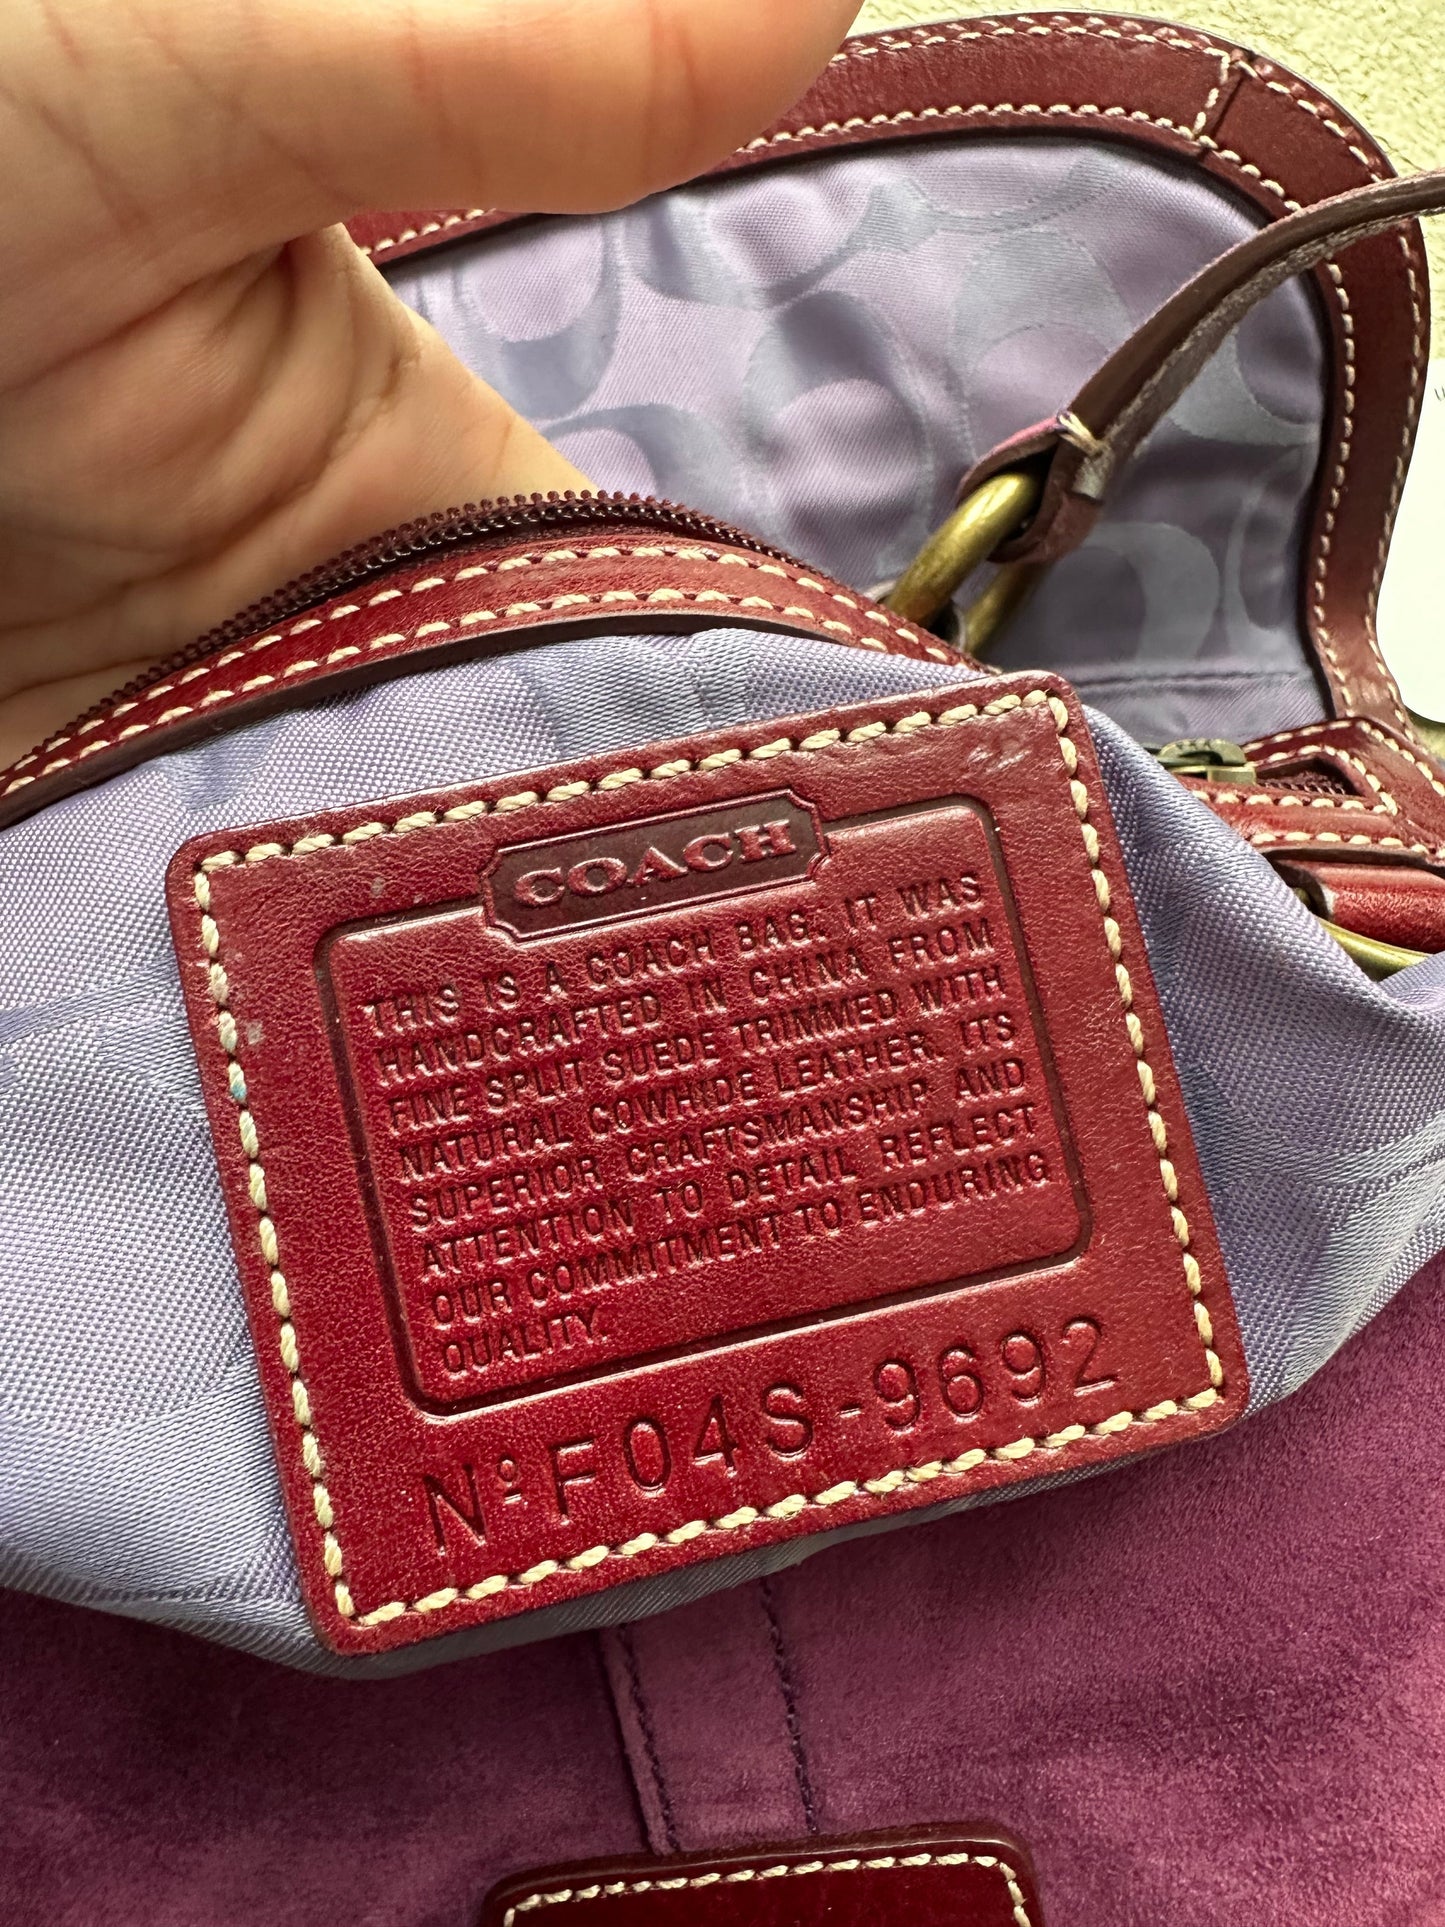 COACH
THIS IS A COACH BAG. IT WAS
HANDCRAFTED IN CHINA FROM
FINE SPLIT SUEDE TRIMMED WITH
NATURAL COWHIDE LEATHER. ITS
SUPERIOR CRAFTSMANSHIP AND
ATTENTION TO DETAIL REFLECT
OUR COMMITMENT TO ENDURING
QUALITY.
Nº F04S-9692